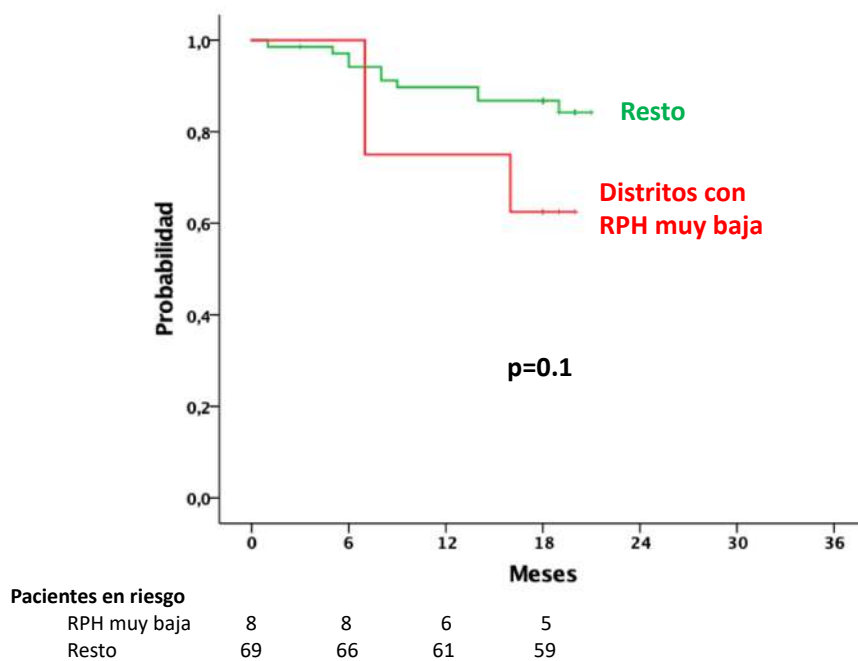 1,0
0,8
0,6
0,4
0,2
0,0
Probabilidad
Resto
Distritos con
RPH muy baja
p=0.1
0 6 12 18 24 30 36
Meses
Pacientes en riesgo
RPH muy baja 8 8 6 5
Resto 69 66 61 59